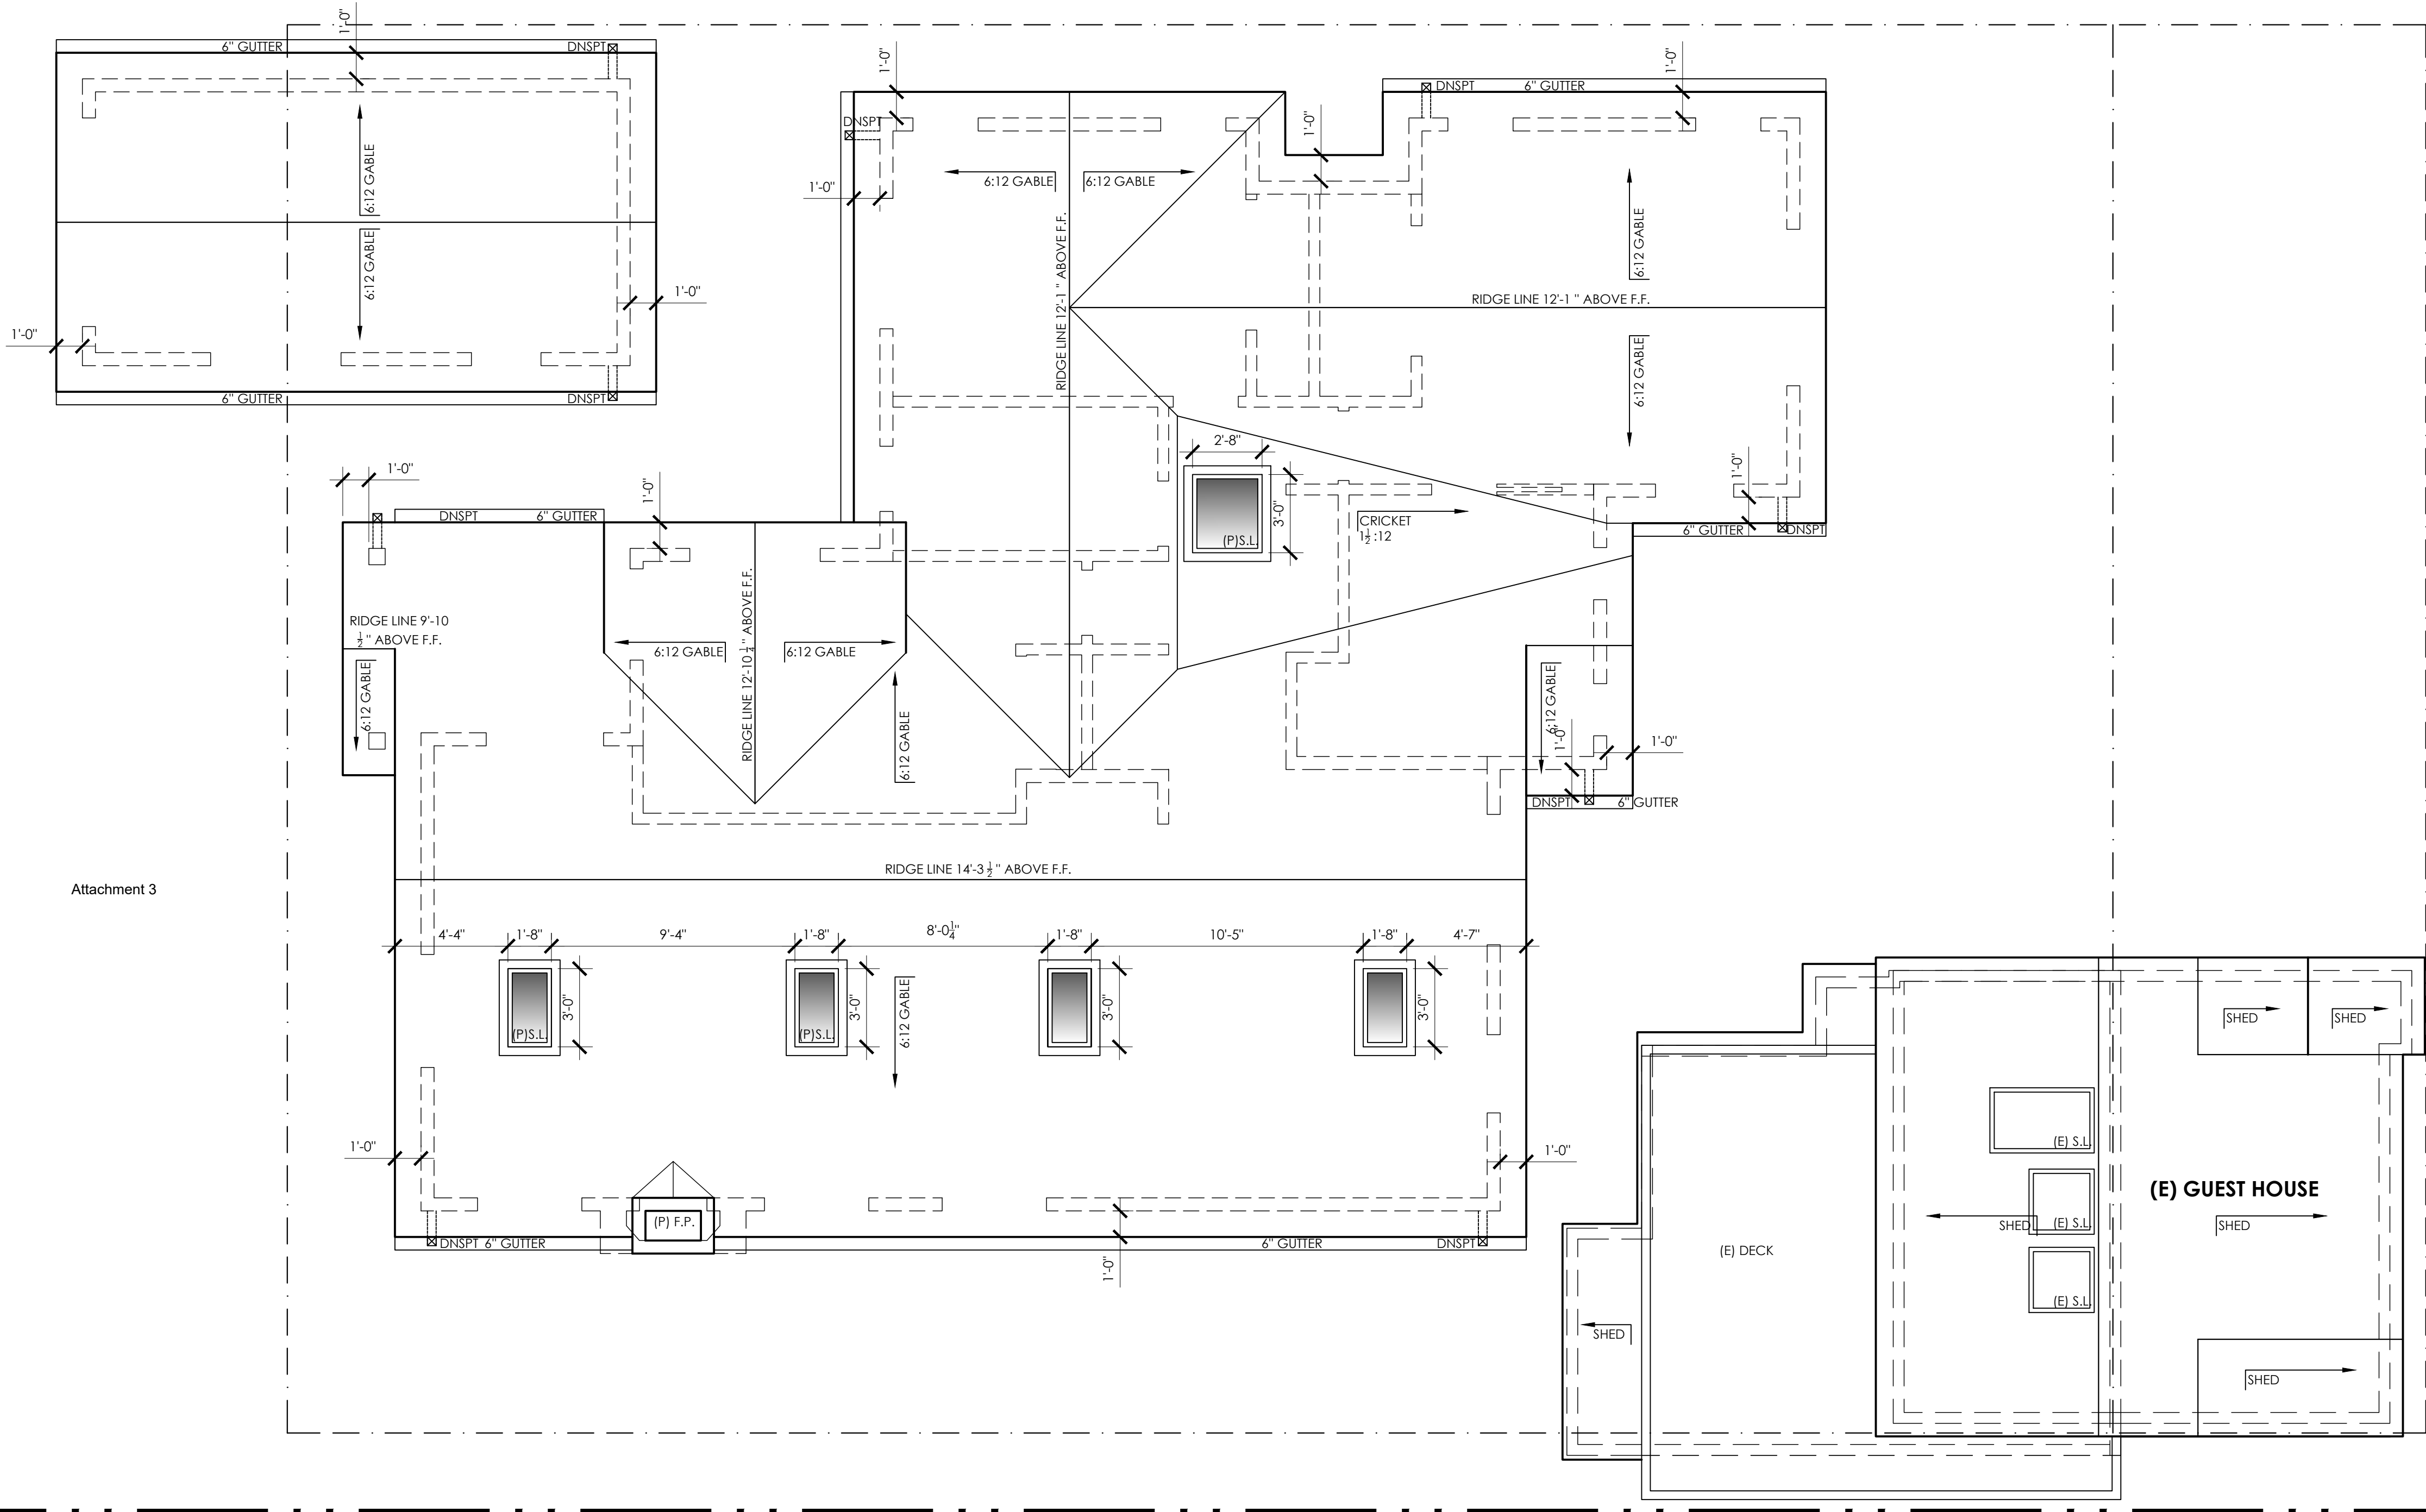 1'-0"
6" GUTTER
DNSPT
6:12 GABLE
6:12 GABLE
1'-0"
1'-0"
6" GUTTER
DNSPT
1'-0"
DNSPT
1'-0"
6:12 GABLE
6:12 GABLE
RIDGE LINE 12'-1 " ABOVE F.F.
1'-0"
DNSPT
6" GUTTER
1'-0"
6:12 GABLE
RIDGE LINE 12'-1 " ABOVE F.F.
6:12 GABLE
1'-0"
6" GUTTER
DNSPT
2'-8"
3'-0"
(P)S.L.
CRICKET
1½ :12
1'-0"
DNSPT
6" GUTTER
1'-0"
RIDGE LINE 9'-10
½ " ABOVE F.F.
6:12 GABLE
6:12 GABLE
RIDGE LINE 12'-10 ¼ " ABOVE F.F.
6:12 GABLE
6:12 GABLE
6:12 GABLE
1'-0"
1'-0"
DNSPT
6" GUTTER
RIDGE LINE 14'-3 ½ " ABOVE F.F.
Attachment 3
4'-4"
1'-8"
9'-4"
1'-8"
8'-0¼"
1'-8"
10'-5"
1'-8"
4'-7"
(P)S.L.
3'-0"
(P)S.L.
3'-0"
6:12 GABLE
3'-0"
3'-0"
1'-0"
1'-0"
(P) F.P.
DNSPT 6" GUTTER
1'-0"
6" GUTTER
DNSPT
SHED
SHED
(E) S.L.
(E) GUEST HOUSE
SHED
(E) S.L.
SHED
(E) DECK
(E) S.L.
SHED
SHED